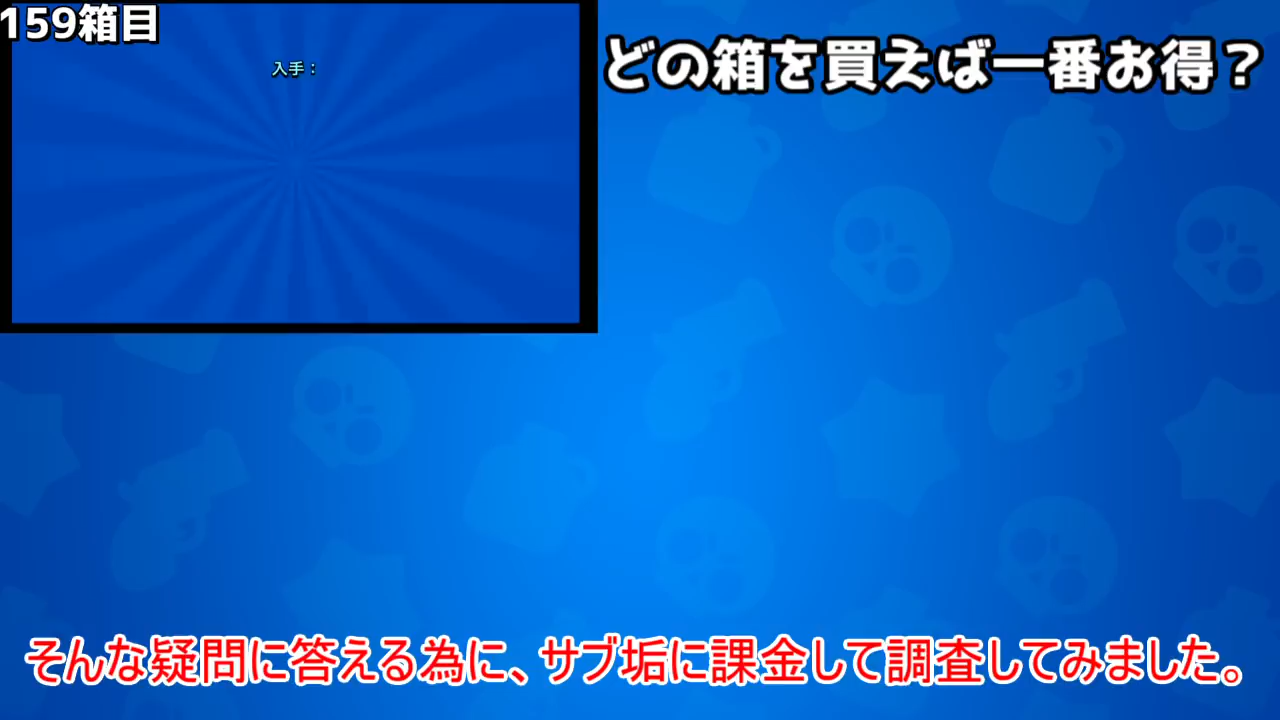 159箱目
入手：
どの箱を買えば一番お得？
そんな疑問に答える為に、サブ垢に課金して調査してみました。